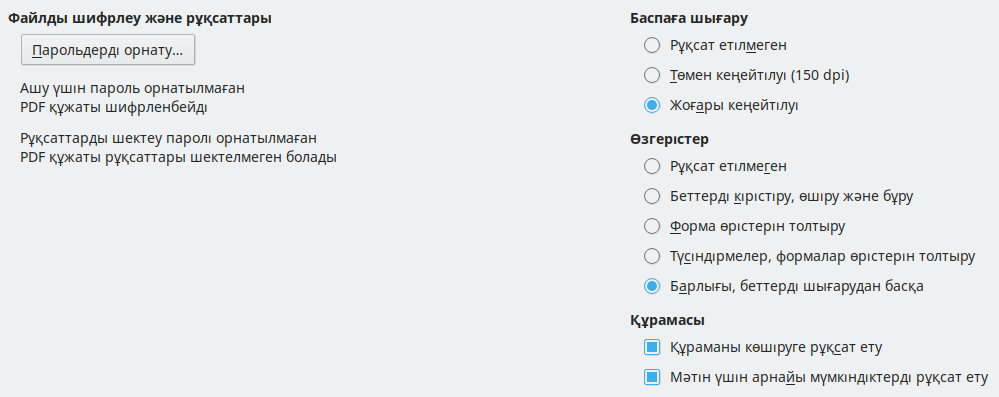 Файлды шифрлеу және рұқсаттары
Парольдерді орнату...
Ашу үшін пароль орнатылмаған
PDF құжаты шифрленбейді
Рұқсаттарды шектеу паролі орнатылмаған
PDF құжаты рұқсаттары шектелмеген болады
Баспаға шығару
Рұқсат етілмеген
Төмен кеңейтілуі (150 dpi)
Жоғары кеңейтілуі
Өзгерістер
Рұқсат етілмеген
Беттерді кірістіру, өшіру және бұру
Форма өрістерін толтыру
Түсіндірмелер, формалар өрістерін толтыру
Барлығы, беттерді шығарудан басқа
Құрамасы
Құраманы көшіруге рұқсат ету
Мәтін үшін арнайы мүмкіндіктерді рұқсат ету